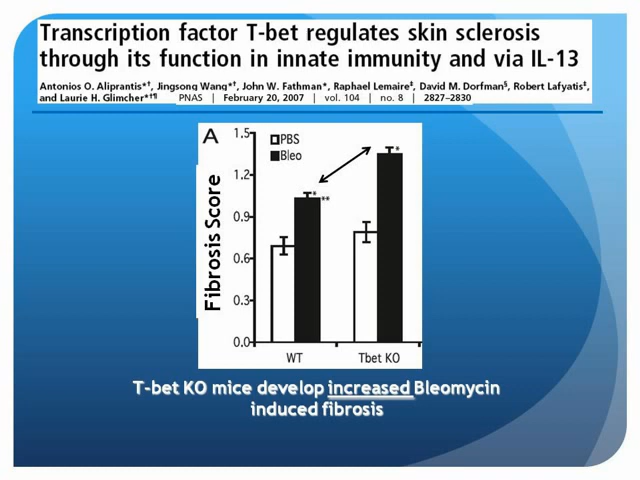 Transcription factor T-bet regulates skin sclerosis
through its function in innate immunity and via IL-13
Antonios O. Aliprantis*†, Jingsong Wang*†, John W. Fathman*, Raphael Lemaire‡, David M. Dorfman§, Robert Lafyatis‡,
and Laurie H. Glimcher*†¶ PNAS | February 20, 2007 | vol. 104 | no. 8 | 2827–2830
A
1.5
PBS
Bleo
1.2
0.9
0.6
0.3
0.0
Fibrosis Score
*
**
*
WT
Tbet KO
T-bet KO mice develop increased Bleomycin
induced fibrosis